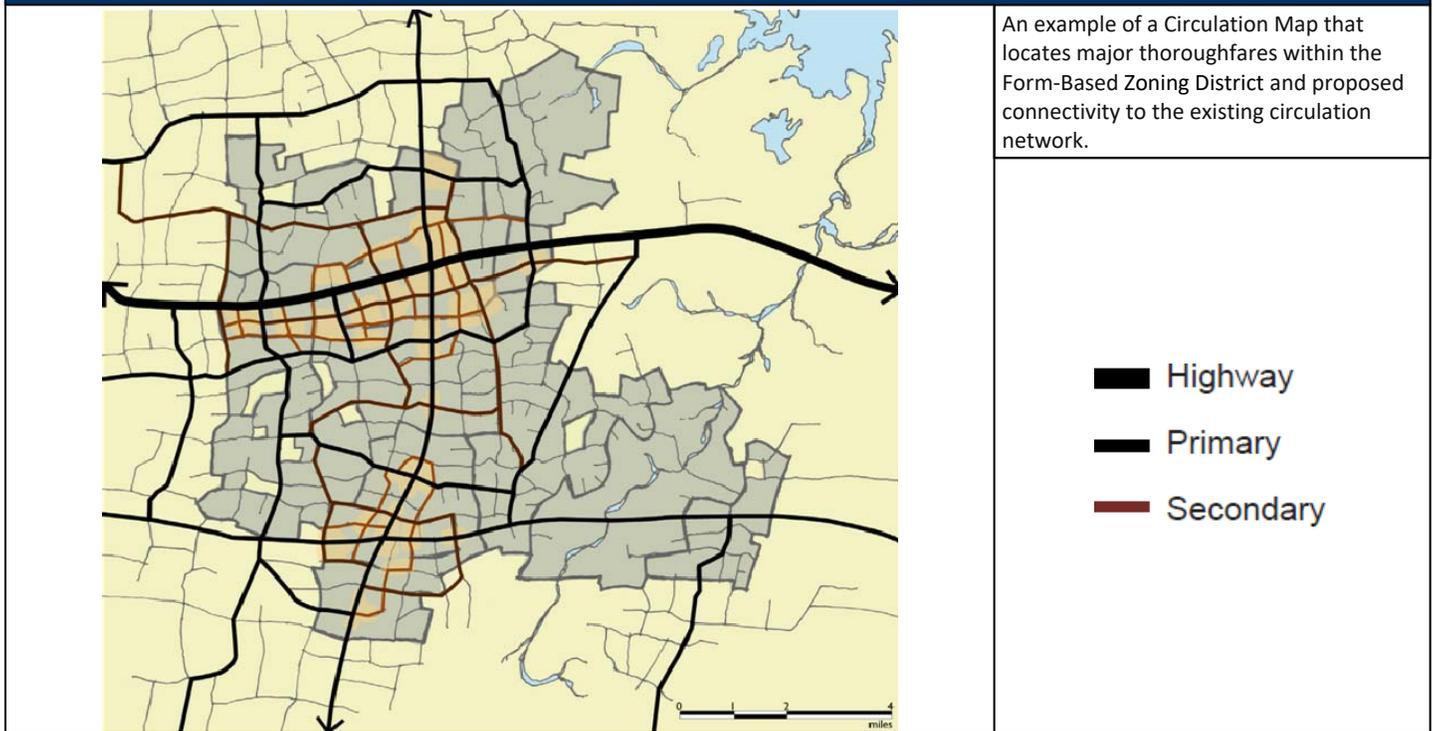 An example of a Circulation Map that
locates major thoroughfares within the
Form-Based Zoning District and proposed
connectivity to the existing circulation
network.
Highway
Primary
Secondary
0 1 2 4
miles